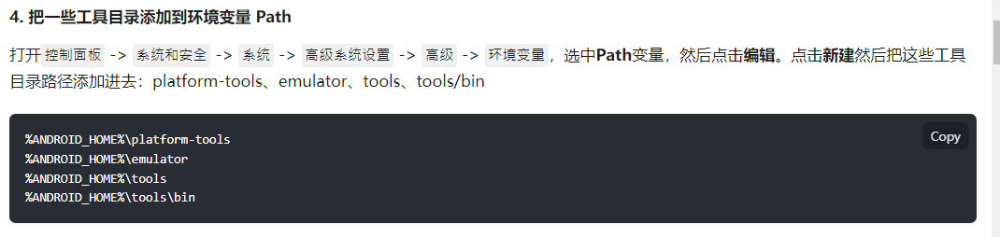 4. 把一些工具目录添加到环境变量 Path
打开 控制面板 -> 系统和安全 -> 系统 -> 高级系统设置 -> 高级 -> 环境变量，选中Path变量，然后点击编辑。点击新建然后把这些工具
目录路径添加进去：platform-tools、emulator、tools、tools/bin
Copy
%ANDROID_HOME%\platform-tools
%ANDROID_HOME%\emulator
%ANDROID_HOME%\tools
%ANDROID_HOME%\tools\bin